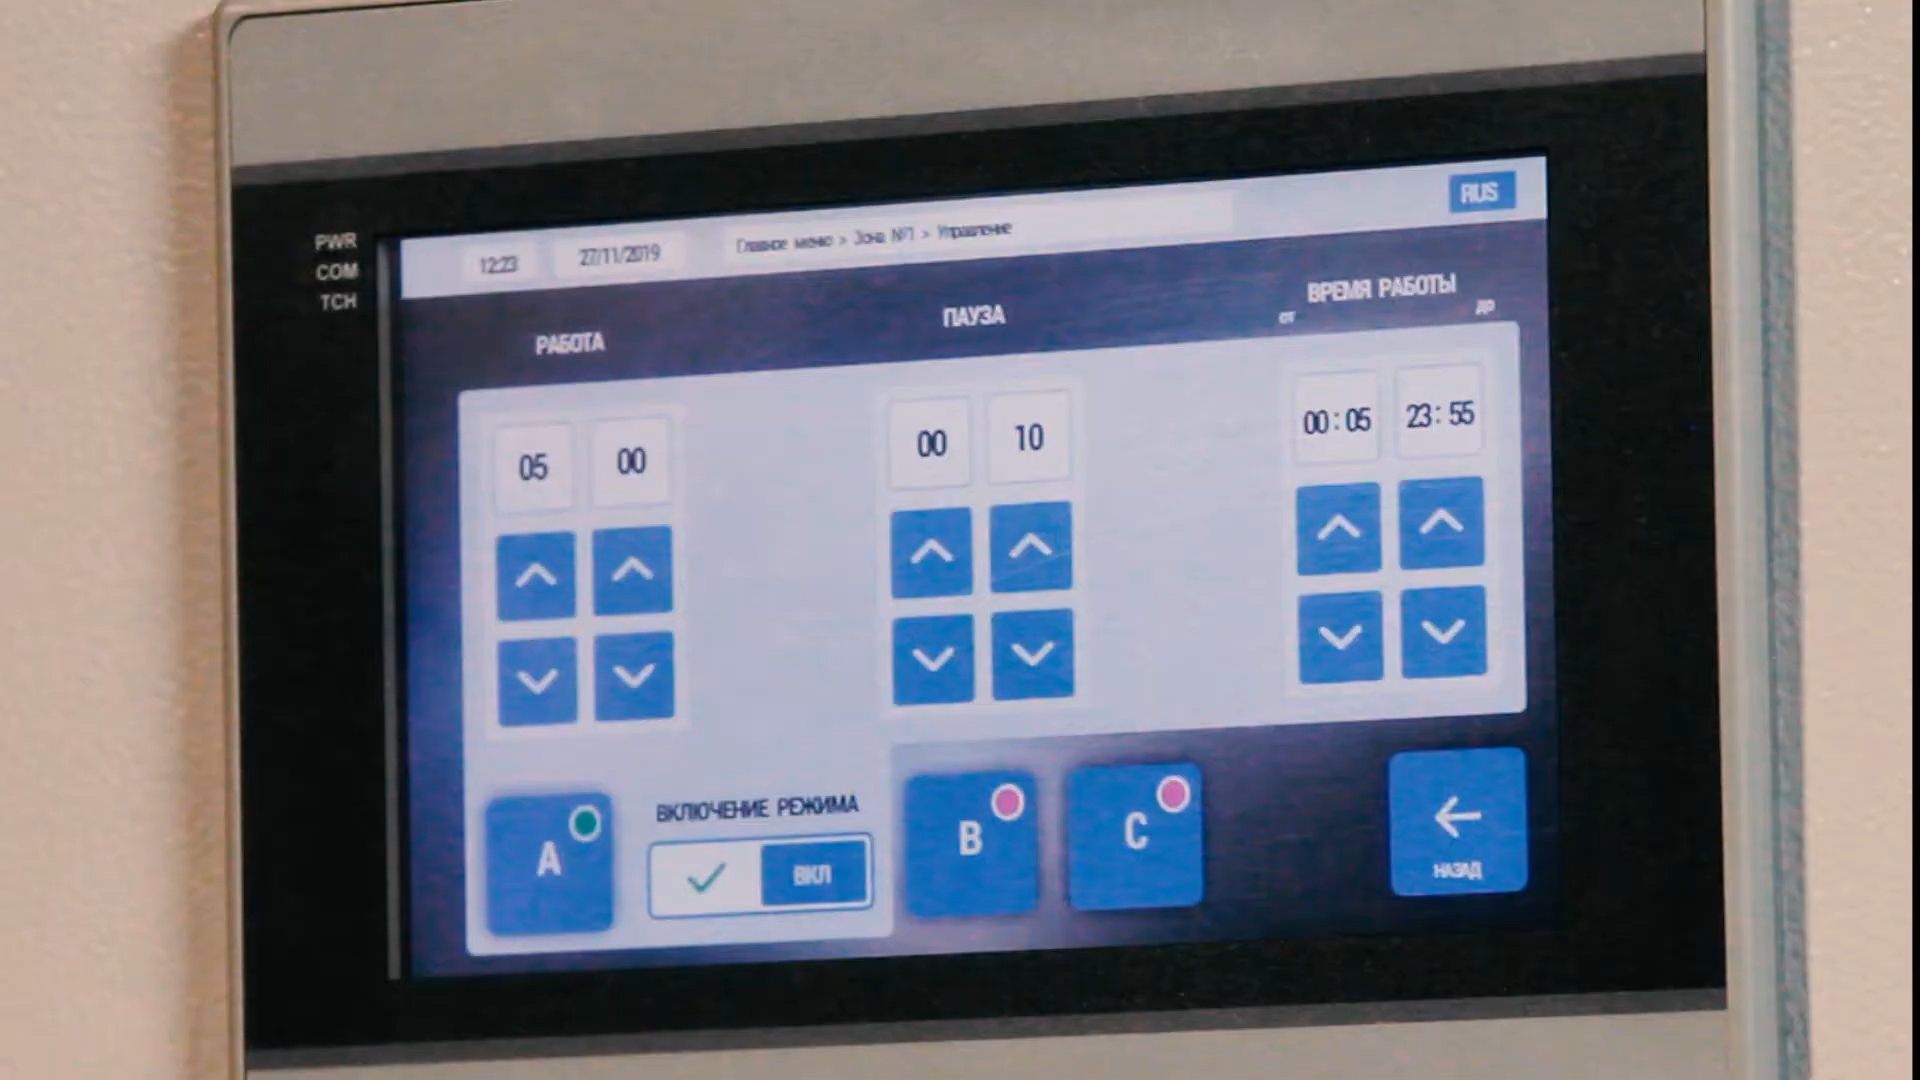 PWR
COM
TCH
12:23 27/11/2019 Главное меню > Зона №1 > Управление RUS
РАБОТА ПАУЗА ВРЕМЯ РАБОТЫ
от до
05 00 00 10 00:05 23:55
A ВКЛЮЧЕНИЕ РЕЖИМА B C
ВКЛ
НАЗАД